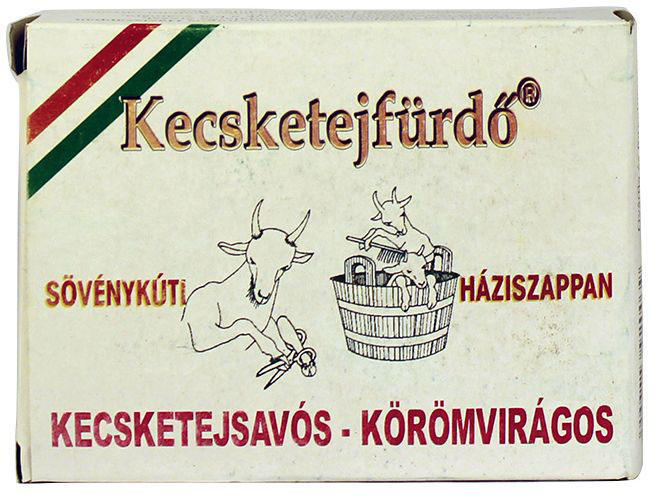 Kecsketejfürdő®
SÖVÉNYKÚTI HÁZISZAPPAN
KECSKETEJSAVÓS - KÖRÖMVIRÁGOS